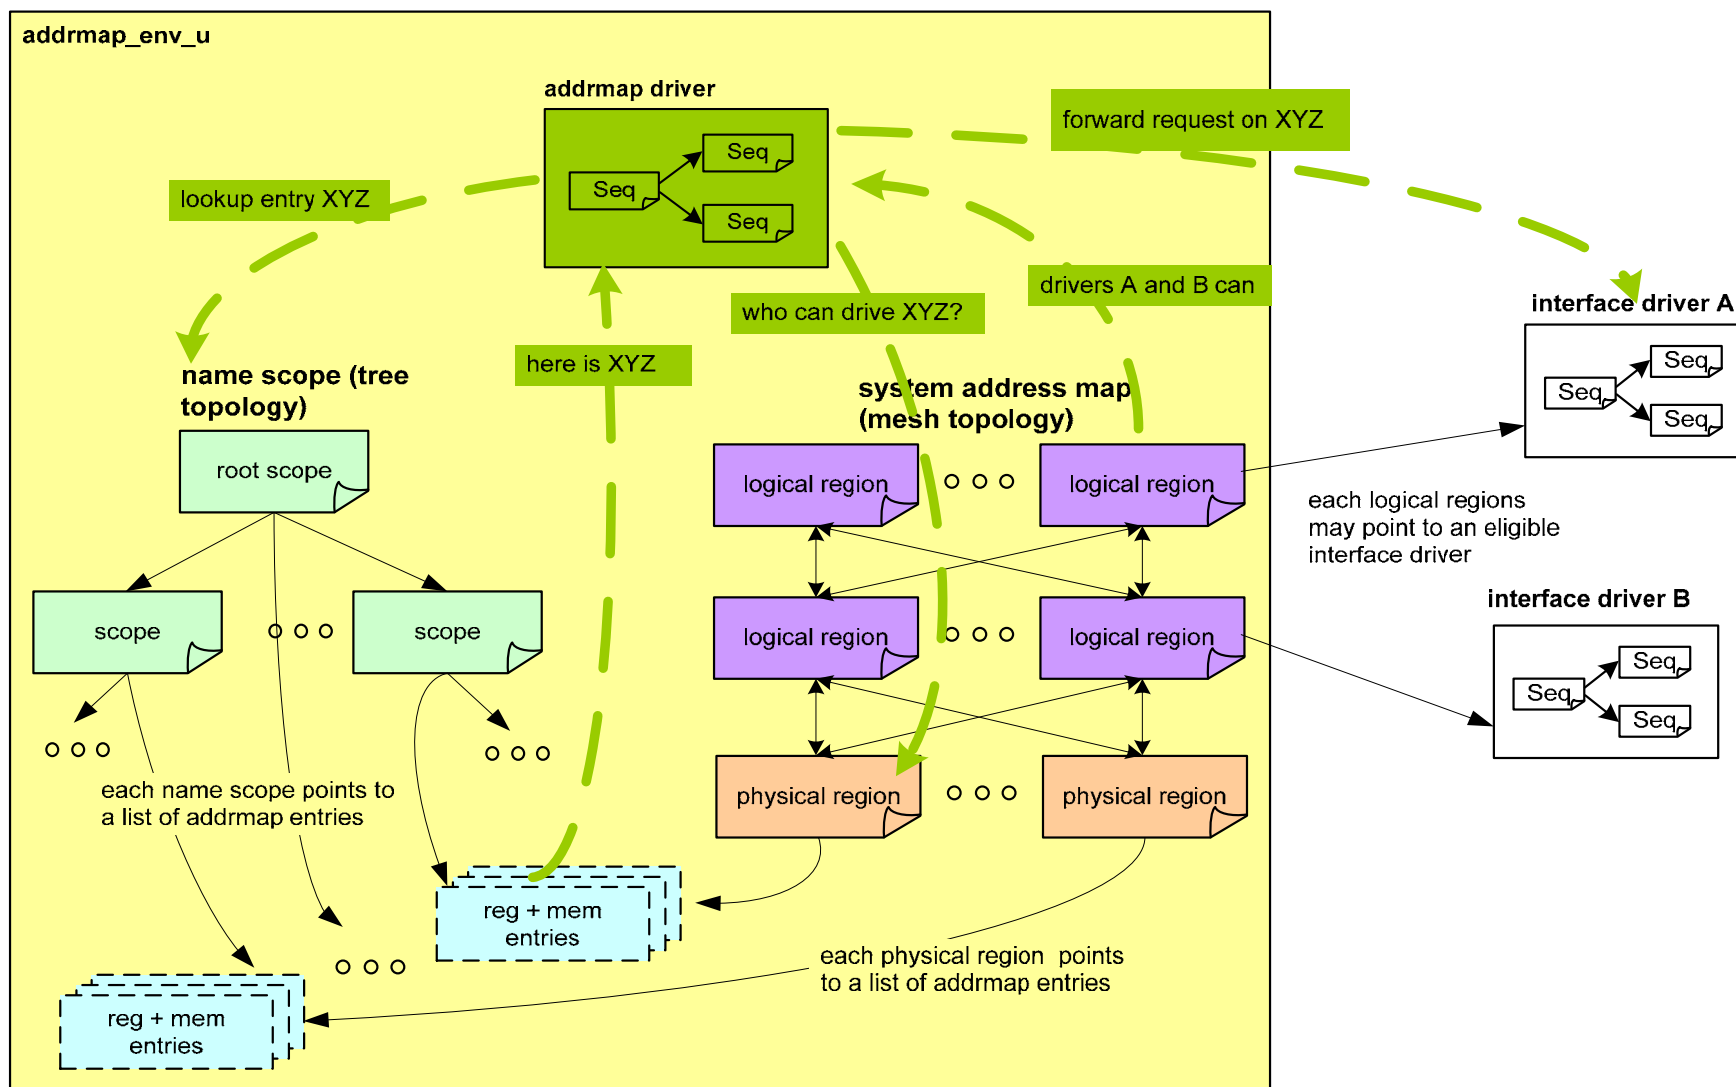 addrmap_env_u
addrmap driver
Seq
Seq
Seq
forward request on XYZ
lookup entry XYZ
who can drive XYZ?
drivers A and B can
here is XYZ
name scope (tree
topology)
root scope
scope
scope
each name scope points to
a list of addrmap entries
reg + mem
entries
reg + mem
entries
system address map
(mesh topology)
logical region
logical region
logical region
logical region
physical region
physical region
each physical region points
to a list of addrmap entries
interface driver A
Seq
Seq
Seq
each logical regions
may point to an eligible
interface driver
interface driver B
Seq
Seq
Seq